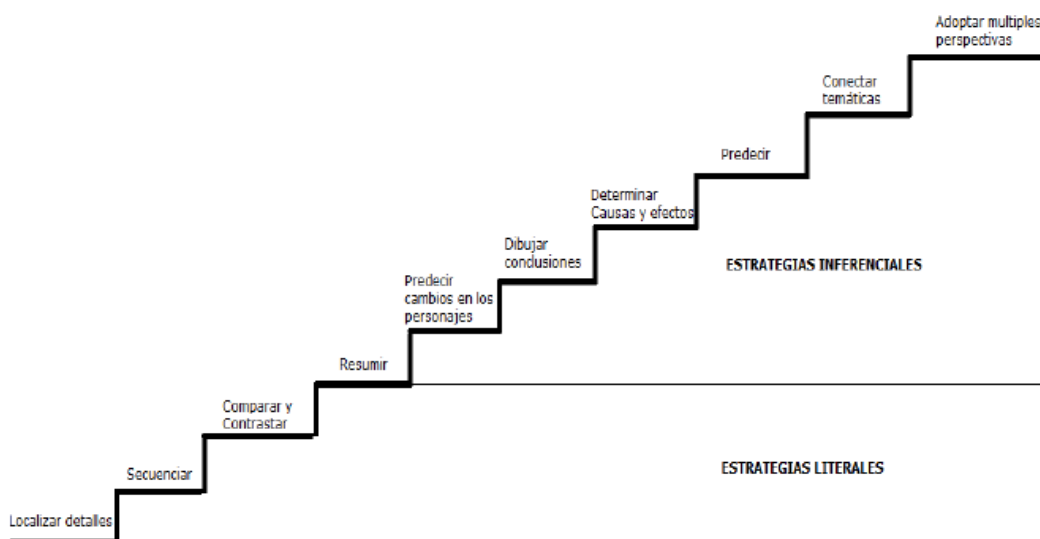 Adoptar multiples
perspectivas
Conectar
temáticas
Predecir
Determinar
Causas y efectos
Dibujar
conclusiones
ESTRATEGIAS INFERENCIALES
Predecir
cambios en los
personajes
Resumir
Comparar y
Contrastar
ESTRATEGIAS LITERALES
Secuenciar
Localizar detalles